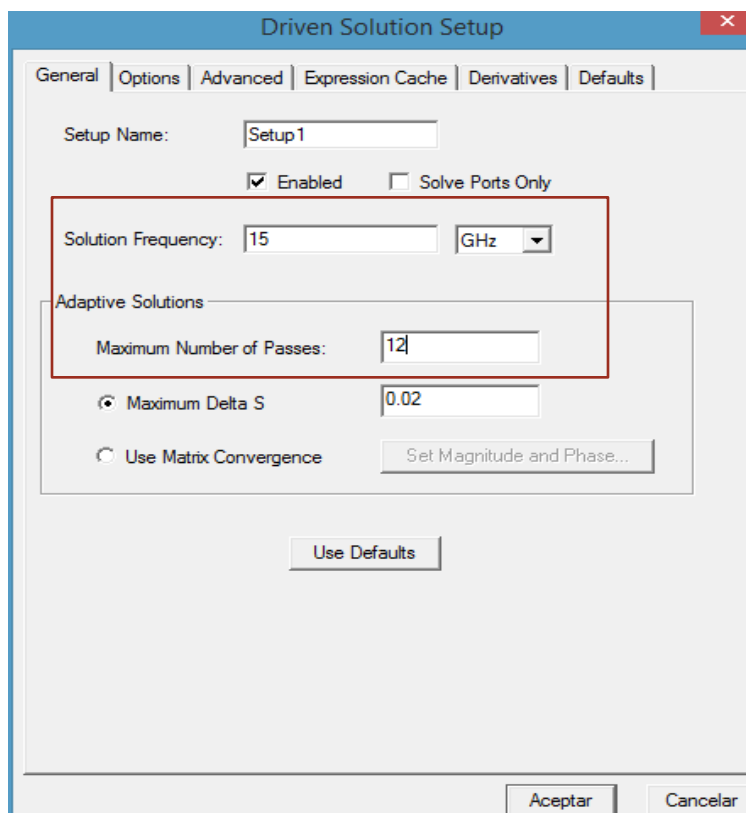 Driven Solution Setup
General Options Advanced Expression Cache Derivatives Defaults
Setup Name: Setup1
Enabled Solve Ports Only
Solution Frequency: 15 GHz
Adaptive Solutions
Maximum Number of Passes: 12
Maximum Delta S 0.02
Use Matrix Convergence Set Magnitude and Phase...
Use Defaults
Aceptar Cancelar